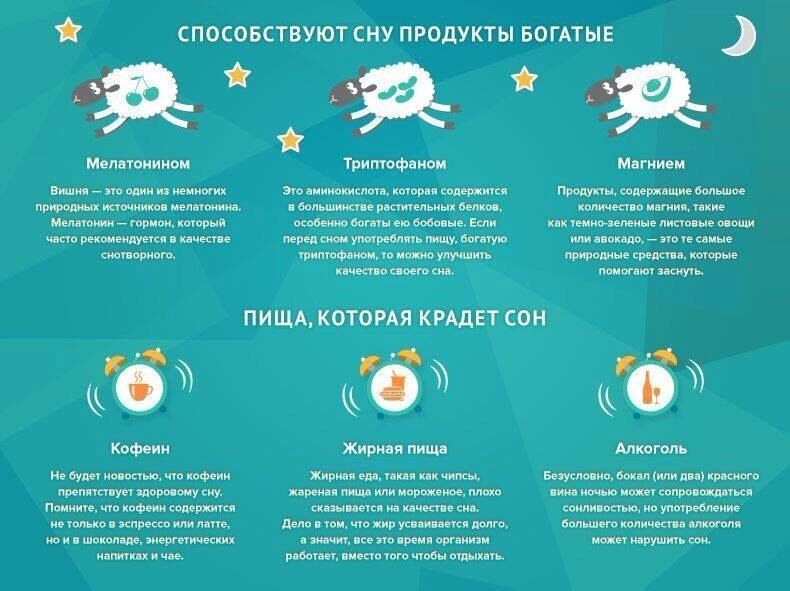 СПОСОБСТВУЮТ СНУ ПРОДУКТЫ БОГАТЫЕ
Мелатонином
Вишня — это один из немногих
природных источников мелатонина.
Мелатонин — гормон, который
часто рекомендуется в качестве
снотворного.
Триптофаном
Это аминокислота, которая содержится
в большинстве растительных белков,
особенно богаты ею бобовые. Если
перед сном употреблять пищу, богатую
триптофаном, то можно улучшить
качество своего сна.
Магнием
Продукты, содержащие большое
количество магния, такие
как темно-зеленые листовые овощи
или авокадо, — это те самые
природные средства, которые
помогают заснуть.
ПИЩА, КОТОРАЯ КРАДЕТ СОН
Кофеин
Не будет новостью, что кофеин
препятствует здоровому сну.
Помните, что кофеин содержится
не только в эспрессо или латте,
но и в шоколаде, энергетических
напитках и чае.
Жирная пища
Жирная еда, такая как чипсы,
жареная пища или мороженое, плохо
сказывается на качестве сна.
Дело в том, что жир усваивается долго,
а значит, все это время организм
работает, вместо того чтобы отдыхать.
Алкоголь
Безусловно, бокал (или два) красного
вина ночью может сопровождаться
сонливостью, но употребление
большего количества алкоголя
может нарушить сон.